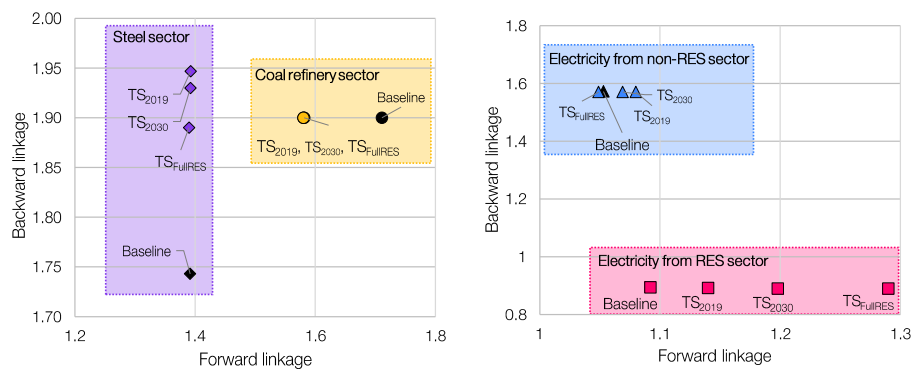 2.00
Steel sector
1.95
Coal refinery sector
TS2019
Baseline
1.90
TS2030
TS2019, TS2030, TSFullRES
TSFullRES
1.85
1.80
Baseline
1.75
1.70
1.2
1.4
1.6
1.8
Backward linkage
Forward linkage
1.8
Electricity from non-RES sector
1.6
TS2030
TSFullRES
TS2019
Baseline
1.4
1.2
1
Electricity from RES sector
Baseline
TS2019
TS2030
TSFullRES
0.8
1
1.1
1.2
1.3
Backward linkage
Forward linkage